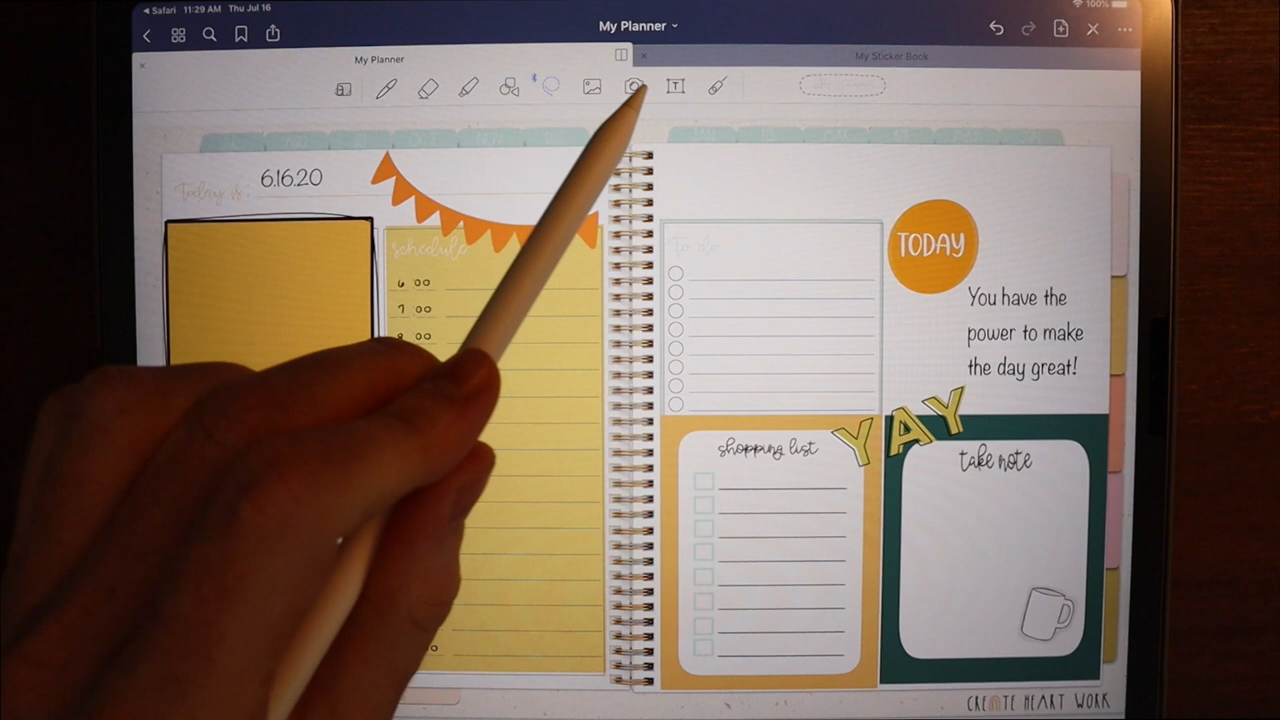 Safari 11:29 AM Thu Jul 16
100%
My Planner
My Planner
My Sticker Book
T
Today is:
6.16.20
schedule
6:00
7:00
8:00
To do
TODAY
You have the
power to make
the day great!
YAY
shopping list
take note
CREATE HEART WORK